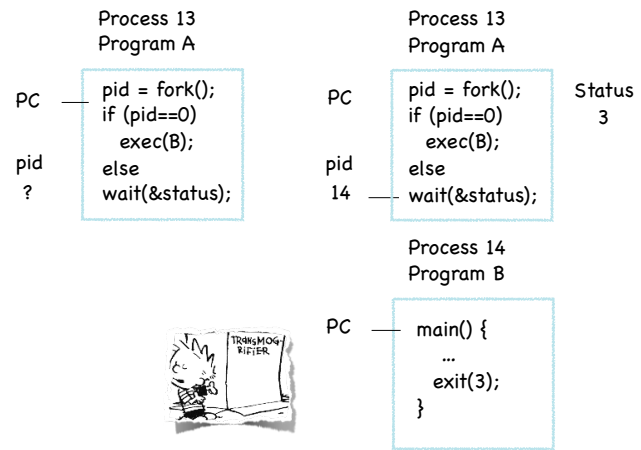 Process 13
Program A
PC
pid = fork();
if (pid==0)
exec(B);
else
wait(&status);
pid
?
Process 13
Program A
PC
pid = fork();
if (pid==0)
exec(B);
else
wait(&status);
pid
14
Status
3
Process 14
Program B
PC
main() {
...
exit(3);
}
TRANSMOG-
RIFIER